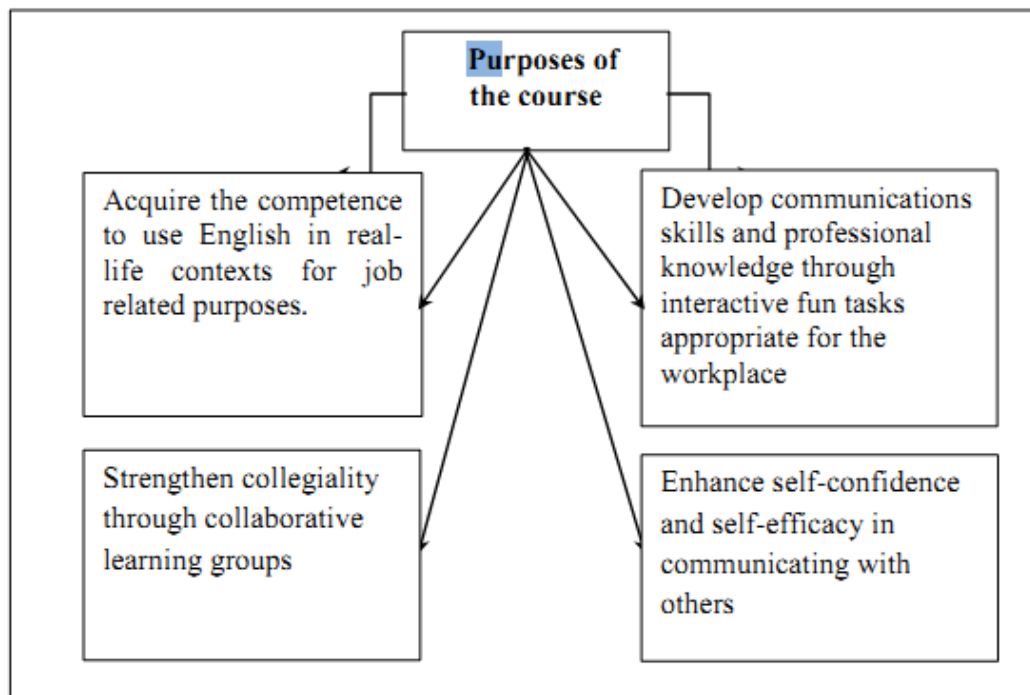 Purposes of
the course
Acquire the competence
to use English in real-
life contexts for job
related purposes.
Develop communications
skills and professional
knowledge through
interactive fun tasks
appropriate for the
workplace
Strengthen collegiality
through collaborative
learning groups
Enhance self-confidence
and self-efficacy in
communicating with
others